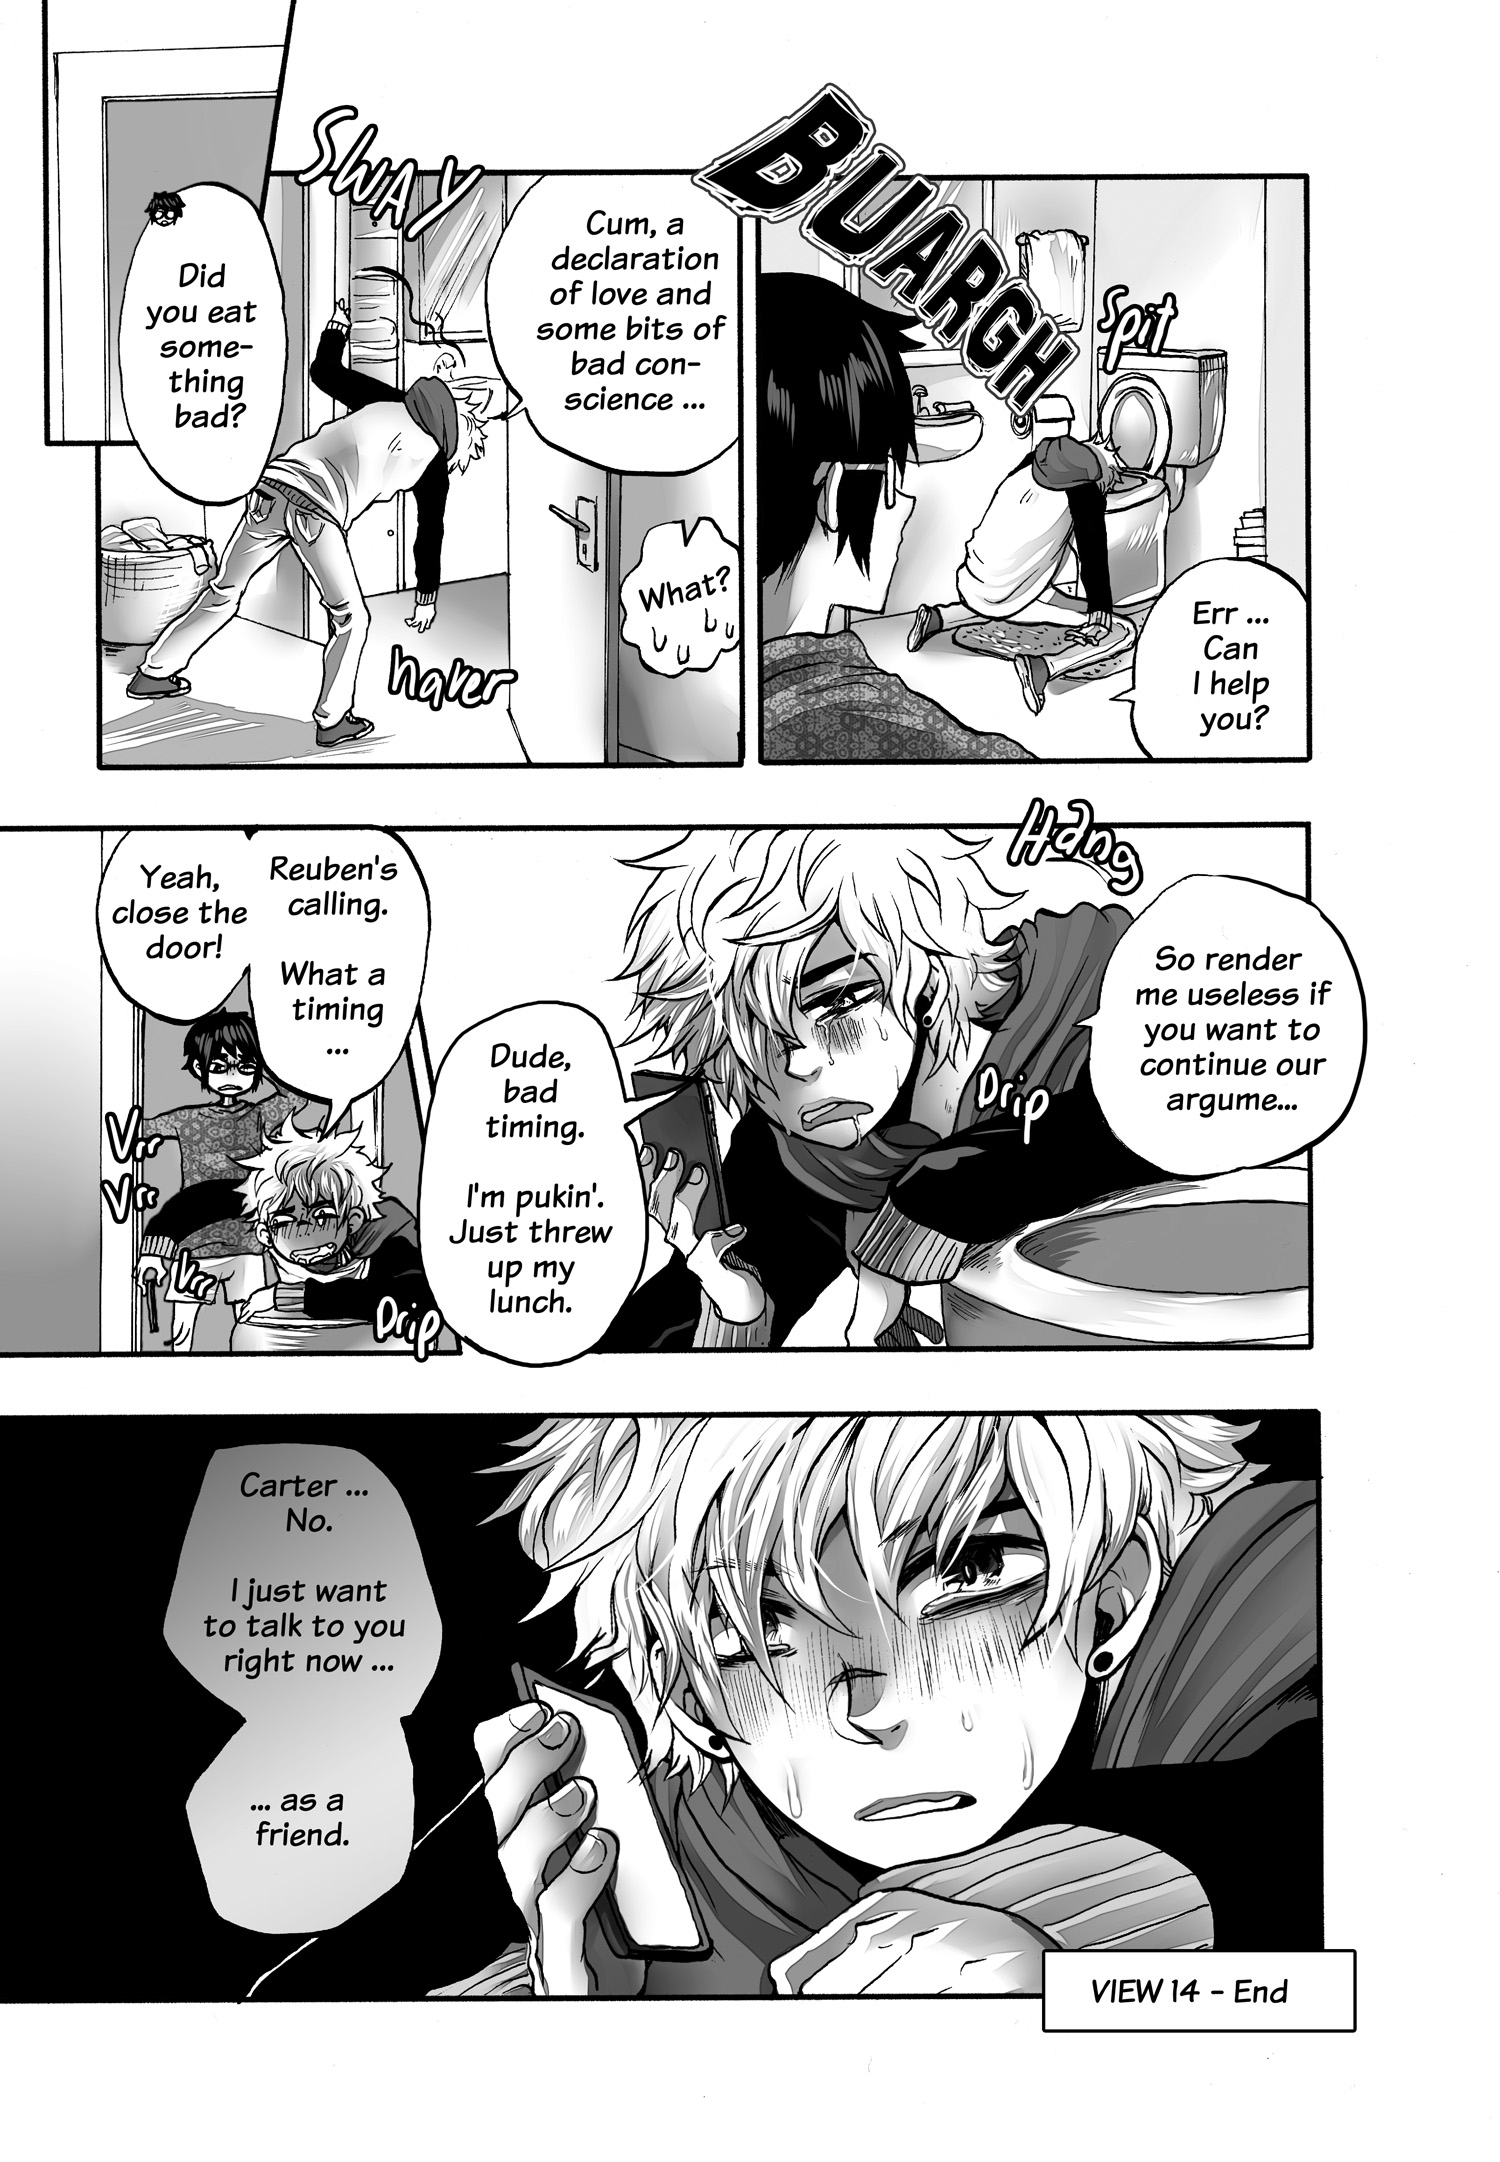 Did
you eat
some-
thing
bad?
SWAY
Cum, a
declaration
of love and
some bits of
bad con-
science ...
What?
BUARGH
Spit
Err ...
Can
I help
you?
Yeah,
close the
door!
Reuben's
calling.
What a
timing
...
Vrr
Vrr
Vrr
Drip
Dude,
bad
timing.
I'm pukin'.
Just threw
up my
lunch.
Hang
Drip
So render
me useless if
you want to
continue our
argume...
Carter ...
No.
I just want
to talk to you
right now ...
... as a
friend.
VIEW 14 - End